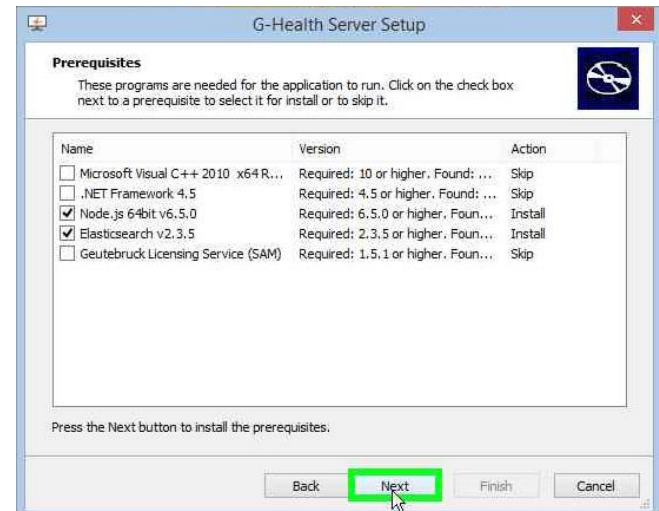 G-Health Server Setup
Prerequisites
These programs are needed for the application to run. Click on the check box
next to a prerequisite to select it for install or to skip it.
Name Version Action
Microsoft Visual C++ 2010 x64 R... Required: 10 or higher. Found: ... Skip
.NET Framework 4.5 Required: 4.5 or higher. Found: ... Skip
Node.js 64bit v6.5.0 Required: 6.5.0 or higher. Foun... Install
Elasticsearch v2.3.5 Required: 2.3.5 or higher. Foun... Install
Geutebruck Licensing Service (SAM) Required: 1.5.1 or higher. Foun... Skip
Press the Next button to install the prerequisites.
Back Next Finish Cancel